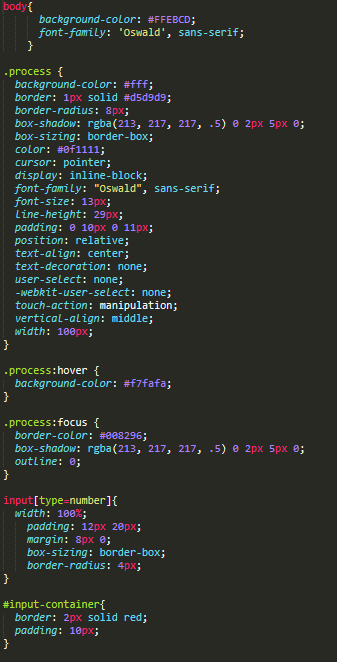 body{
background-color: #FFEBCD;
font-family: 'Oswald', sans-serif;
}
.process {
background-color: #fff;
border: 1px solid #d5d9d9;
border-radius: 8px;
box-shadow: rgba(213, 217, 217, .5) 0 2px 5px 0;
box-sizing: border-box;
color: #0f1111;
cursor: pointer;
display: inline-block;
font-family: "Oswald", sans-serif;
font-size: 13px;
line-height: 29px;
padding: 0 10px 0 11px;
position: relative;
text-align: center;
text-decoration: none;
user-select: none;
-webkit-user-select: none;
touch-action: manipulation;
vertical-align: middle;
width: 100px;
}
.process:hover {
background-color: #f7fafa;
}
.process:focus {
border-color: #008296;
box-shadow: rgba(213, 217, 217, .5) 0 2px 5px 0;
outline: 0;
}
input[type=number]{
width: 100%;
padding: 12px 20px;
margin: 8px 0;
box-sizing: border-box;
border-radius: 4px;
}
#input-container{
border: 2px solid red;
padding: 10px;
}